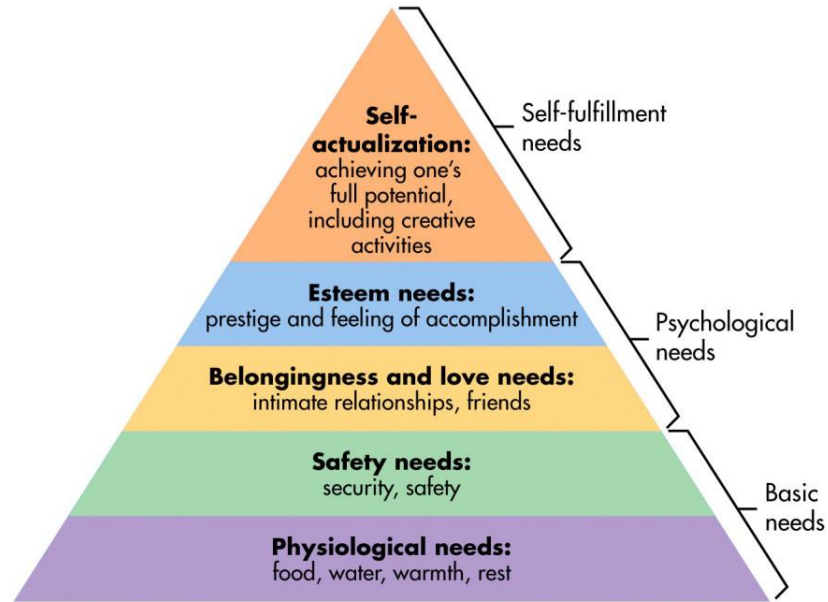 Self-
actualization:
achieving one's
full potential,
including creative
activities
Self-fulfillment
needs
Esteem needs:
prestige and feeling of accomplishment
Psychological
needs
Belongingness and love needs:
intimate relationships, friends
Safety needs:
security, safety
Basic
needs
Physiological needs:
food, water, warmth, rest